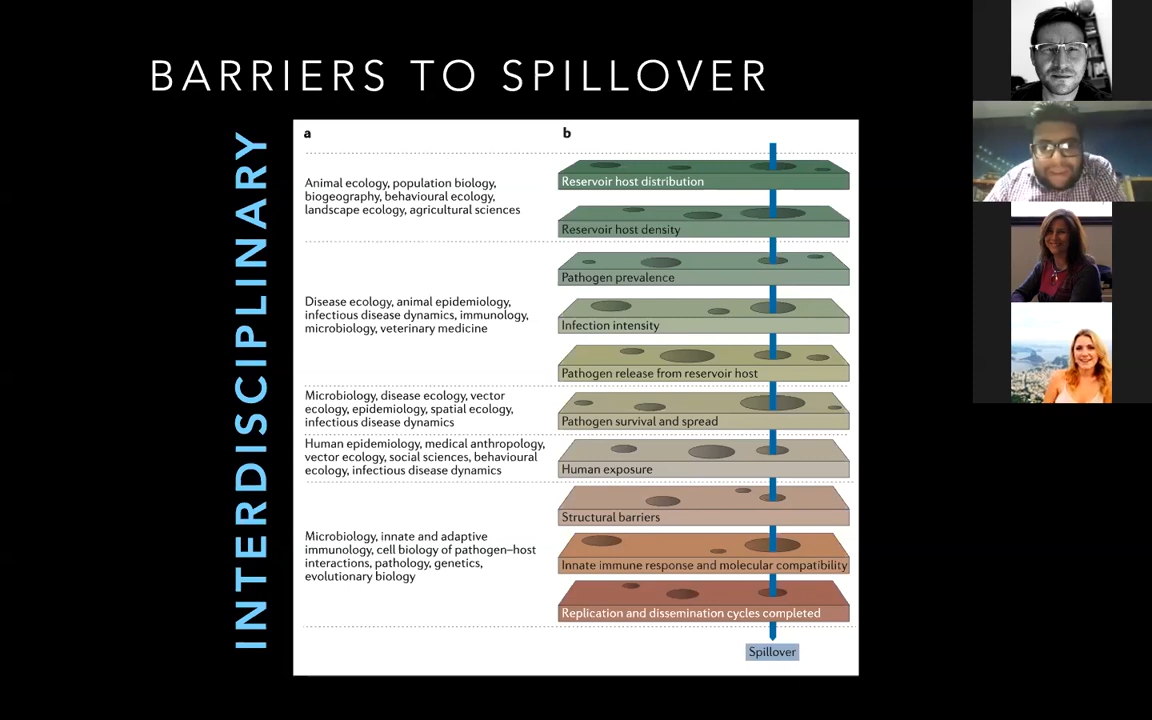 BARRIERS TO SPILLOVER
INTERDISCIPLINARY
a
b
Animal ecology, population biology,
biogeography, behavioural ecology,
landscape ecology, agricultural sciences
Reservoir host distribution
Reservoir host density
Disease ecology, animal epidemiology,
infectious disease dynamics, immunology,
microbiology, veterinary medicine
Pathogen prevalence
Infection intensity
Pathogen release from reservoir host
Microbiology, disease ecology, vector
ecology, epidemiology, spatial ecology,
infectious disease dynamics
Pathogen survival and spread
Human epidemiology, medical anthropology,
vector ecology, social sciences, behavioural
ecology, infectious disease dynamics
Human exposure
Microbiology, innate and adaptive
immunology, cell biology of pathogen–host
interactions, pathology, genetics,
evolutionary biology
Structural barriers
Innate immune response and molecular compatibility
Replication and dissemination cycles completed
Spillover